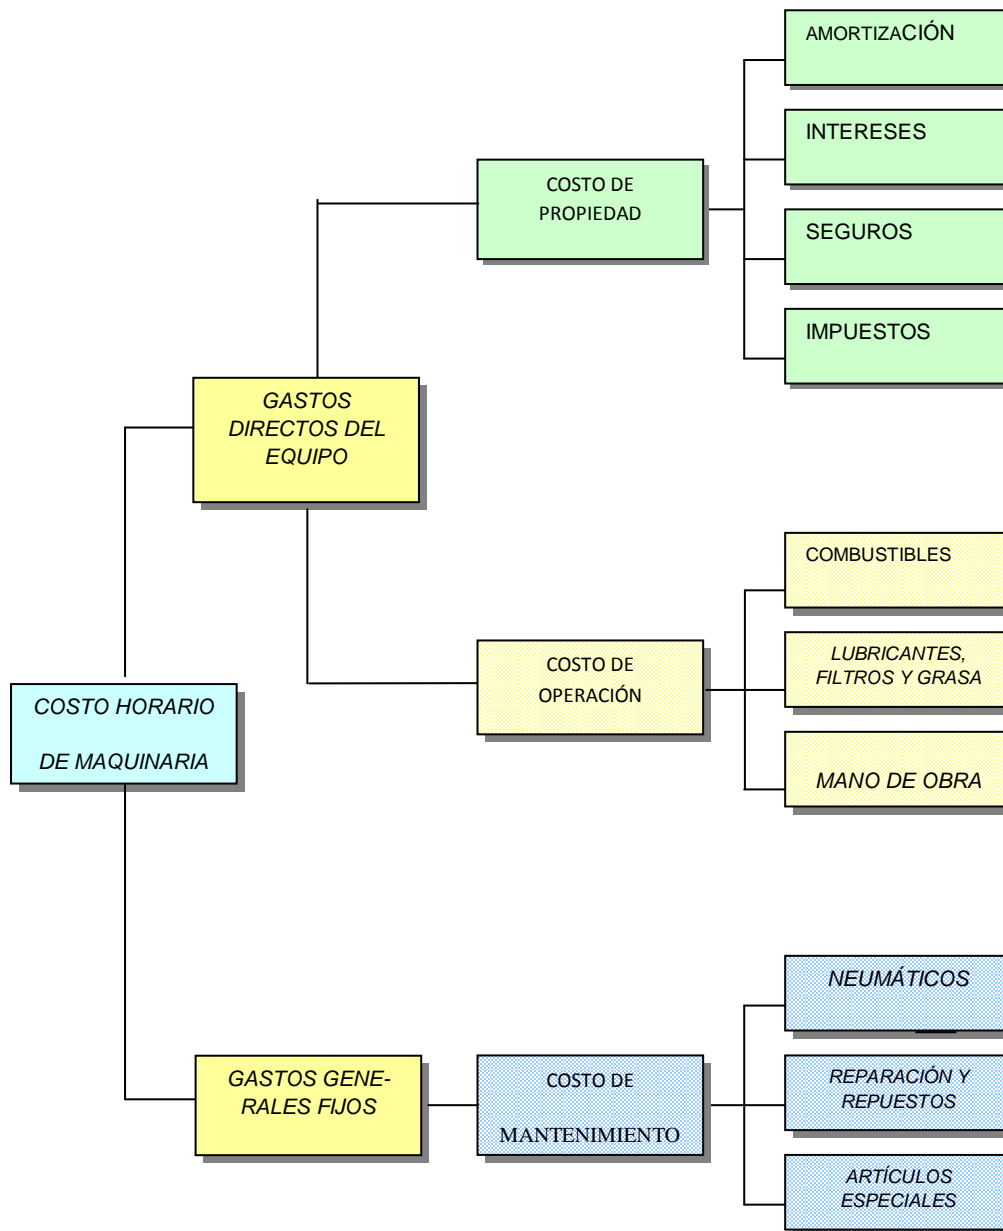 AMORTIZACIÓN
INTERESES
COSTO DE
PROPIEDAD
SEGUROS
IMPUESTOS
GASTOS
DIRECTOS DEL
EQUIPO
COMBUSTIBLES
LUBRICANTES,
FILTROS Y GRASA
COSTO DE
OPERACIÓN
MANO DE OBRA
COSTO HORARIO
DE MAQUINARIA
NEUMÁTICOS
GASTOS GENE-
RALES FIJOS
COSTO DE
MANTENIMIENTO
REPARACIÓN Y
REPUESTOS
ARTÍCULOS
ESPECIALES